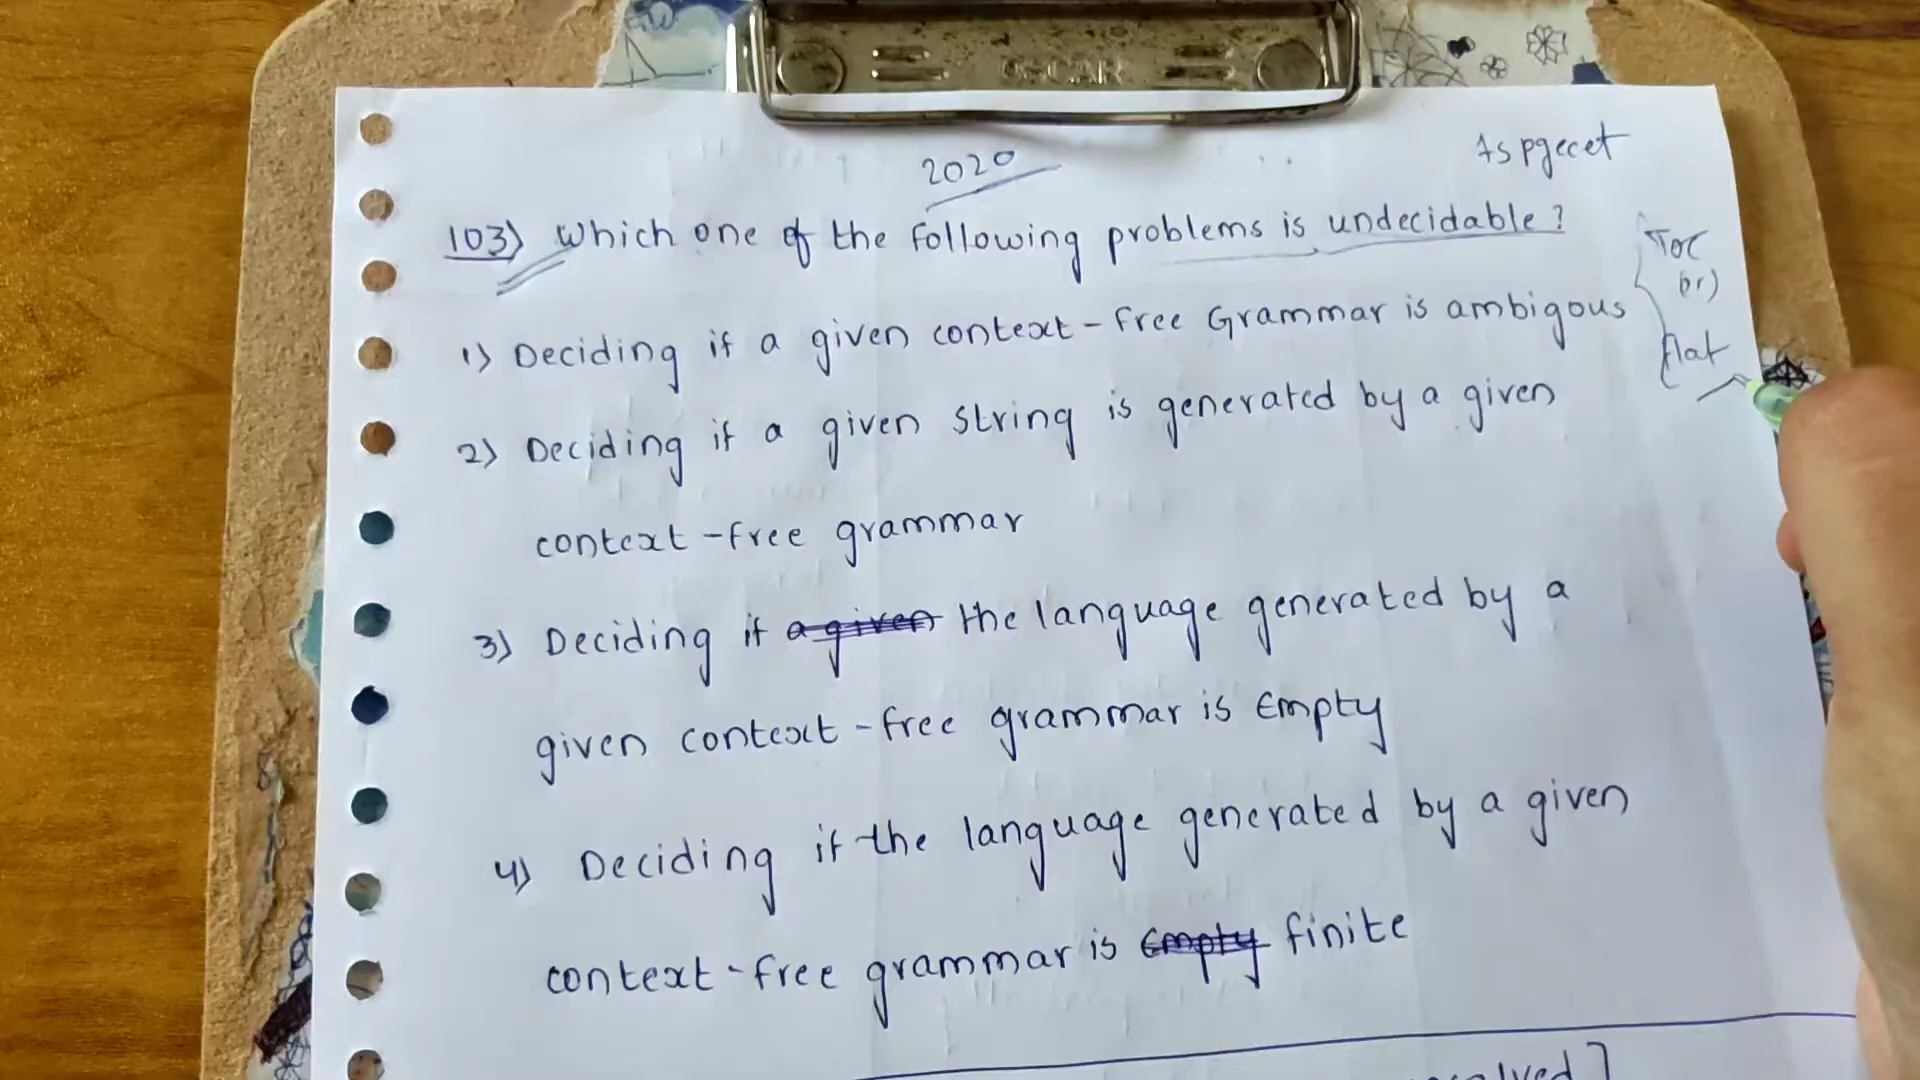 OSCAR
2020
Ts pgecet
103) Which one of the following problems is undecidable?
TOC
(or)
flat
1) Deciding if a given context-free Grammar is ambigous
2) Deciding if a given string is generated by a given
context-free grammar
3) Deciding if a given the language generated by a
given context-free grammar is Empty
4) Deciding if the language generated by a given
context-free grammar is Empty finite